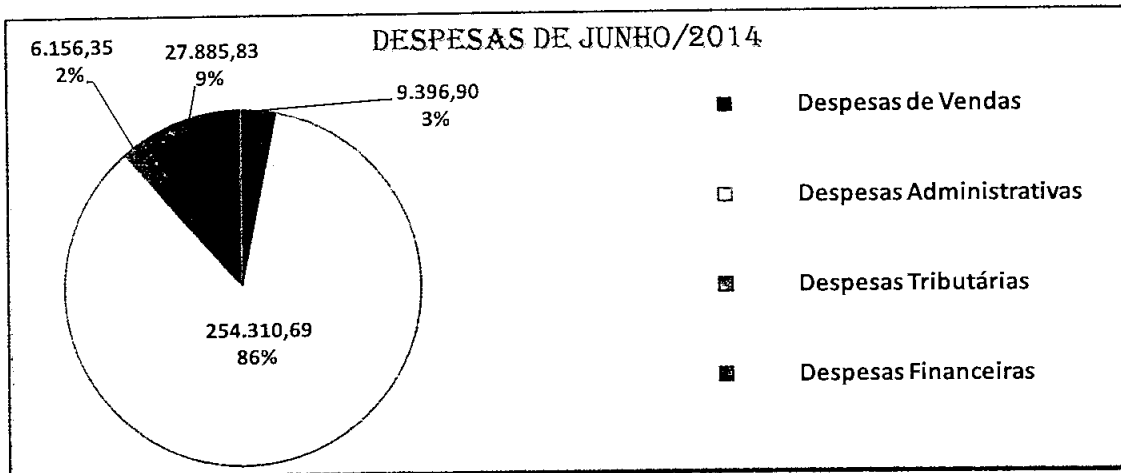 DESPESAS DE JUNHO/2014
6.156,35
2%
27.885,83
9%
9.396,90
3%
254.310,69
86%
Despesas de Vendas
Despesas Administrativas
Despesas Tributárias
Despesas Financeiras